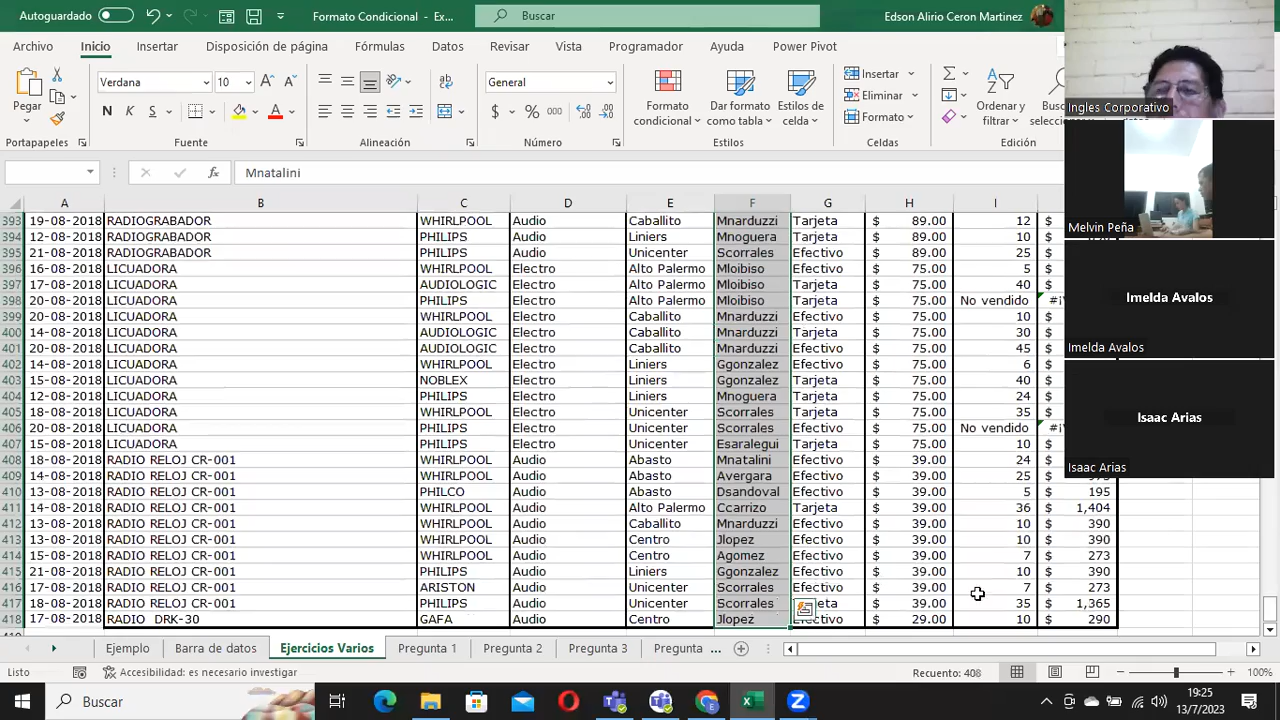 Autoguardado Formato Condicional - Ex... Buscar Edson Alirio Ceron Martinez
Archivo Inicio Insertar Disposición de página Fórmulas Datos Revisar Vista Programador Ayuda Power Pivot
Pegar Verdana 10 General Formato condicional Dar formato como tabla Estilos de celda Insertar Eliminar Formato Ordenar y filtrar
Portapapeles Fuente Alineación Número Estilos Celdas Edición
Mnatalini
A B C D E F G H I
393 19-08-2018 RADIOGRABADOR WHIRLPOOL Audio Caballito Mnarduzzi Tarjeta $ 89.00 12 $
394 12-08-2018 RADIOGRABADOR PHILIPS Audio Liniers Mnoguera Tarjeta $ 89.00 10 $
395 21-08-2018 RADIOGRABADOR PHILIPS Audio Unicenter Scorrales Efectivo $ 89.00 25 $
396 16-08-2018 LICUADORA WHIRLPOOL Electro Alto Palermo Mloibiso Efectivo $ 75.00 5 $
397 17-08-2018 LICUADORA AUDIOLOGIC Electro Alto Palermo Mloibiso Tarjeta $ 75.00 40 $
398 20-08-2018 LICUADORA PHILIPS Electro Alto Palermo Mloibiso Tarjeta $ 75.00 No vendido
399 20-08-2018 LICUADORA WHIRLPOOL Electro Caballito Mnarduzzi Efectivo $ 75.00 10 $
400 14-08-2018 LICUADORA AUDIOLOGIC Electro Caballito Mnarduzzi Tarjeta $ 75.00 30 $
401 20-08-2018 LICUADORA AUDIOLOGIC Electro Caballito Mnarduzzi Efectivo $ 75.00 45 $
402 14-08-2018 LICUADORA WHIRLPOOL Electro Liniers Ggonzalez Efectivo $ 75.00 6 $
403 15-08-2018 LICUADORA NOBLEX Electro Liniers Ggonzalez Tarjeta $ 75.00 40 $
404 12-08-2018 LICUADORA PHILIPS Electro Liniers Mnoguera Tarjeta $ 75.00 24 $
405 18-08-2018 LICUADORA WHIRLPOOL Electro Unicenter Scorrales Tarjeta $ 75.00 35 $
406 20-08-2018 LICUADORA PHILIPS Electro Unicenter Scorrales Efectivo $ 75.00 No vendido
407 15-08-2018 LICUADORA PHILIPS Electro Unicenter Esaralegui Tarjeta $ 75.00 10 $
408 18-08-2018 RADIO RELOJ CR-001 WHIRLPOOL Audio Abasto Mnatalini Efectivo $ 39.00 24 $
409 14-08-2018 RADIO RELOJ CR-001 WHIRLPOOL Audio Abasto Avergara Efectivo $ 39.00 25 $
410 13-08-2018 RADIO RELOJ CR-001 PHILCO Audio Abasto Dsandoval Efectivo $ 39.00 5 $ 195
411 14-08-2018 RADIO RELOJ CR-001 WHIRLPOOL Audio Alto Palermo Ccarrizo Tarjeta $ 39.00 36 $ 1,404
412 13-08-2018 RADIO RELOJ CR-001 WHIRLPOOL Audio Caballito Mnarduzzi Efectivo $ 39.00 10 $ 390
413 13-08-2018 RADIO RELOJ CR-001 WHIRLPOOL Audio Centro Jlopez Efectivo $ 39.00 10 $ 390
414 15-08-2018 RADIO RELOJ CR-001 WHIRLPOOL Audio Centro Agomez Efectivo $ 39.00 7 $ 273
415 21-08-2018 RADIO RELOJ CR-001 PHILIPS Audio Liniers Ggonzalez Efectivo $ 39.00 10 $ 390
416 17-08-2018 RADIO RELOJ CR-001 ARISTON Audio Unicenter Scorrales Efectivo $ 39.00 7 $ 273
417 18-08-2018 RADIO RELOJ CR-001 PHILIPS Audio Unicenter Scorrales $ 39.00 35 $ 1,365
418 17-08-2018 RADIO DRK-30 GAFA Audio Centro Jlopez Efectivo $ 29.00 10 $ 290
Ingles Corporativo
Melvin Peña
Imelda Avalos
Imelda Avalos
Isaac Arias
Isaac Arias
Ejemplo Barra de datos Ejercicios Varios Pregunta 1 Pregunta 2 Pregunta 3 Pregunta ...
Listo Accesibilidad: es necesario investigar Recuento: 408 100%
Buscar 19:25
13/7/2023